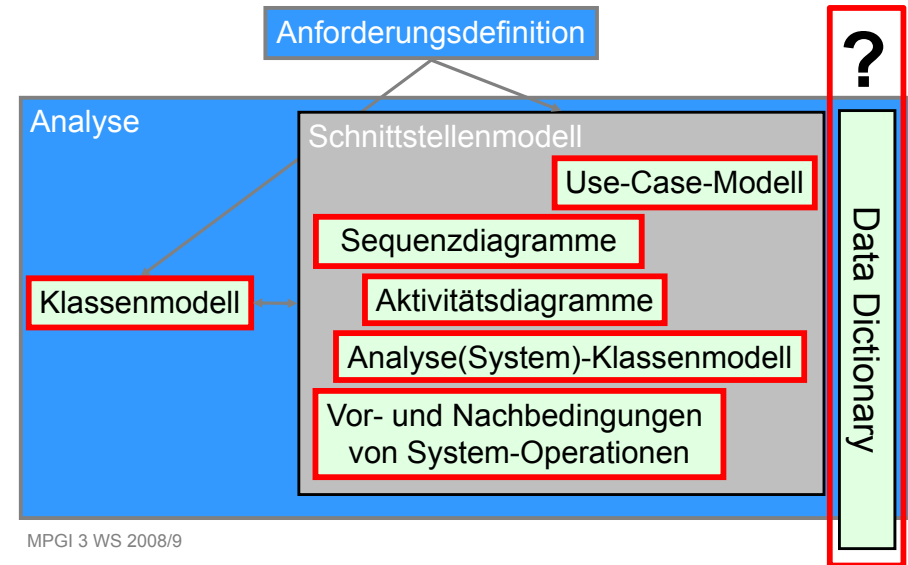 Anforderungsdefinition
?
Analyse
Schnittstellenmodell
Use-Case-Modell
Sequenzdiagramme
Klassenmodell
Aktivitätsdiagramme
Analyse(System)-Klassenmodell
Vor- und Nachbedingungen
von System-Operationen
Data Dictionary
MPGI 3 WS 2008/9